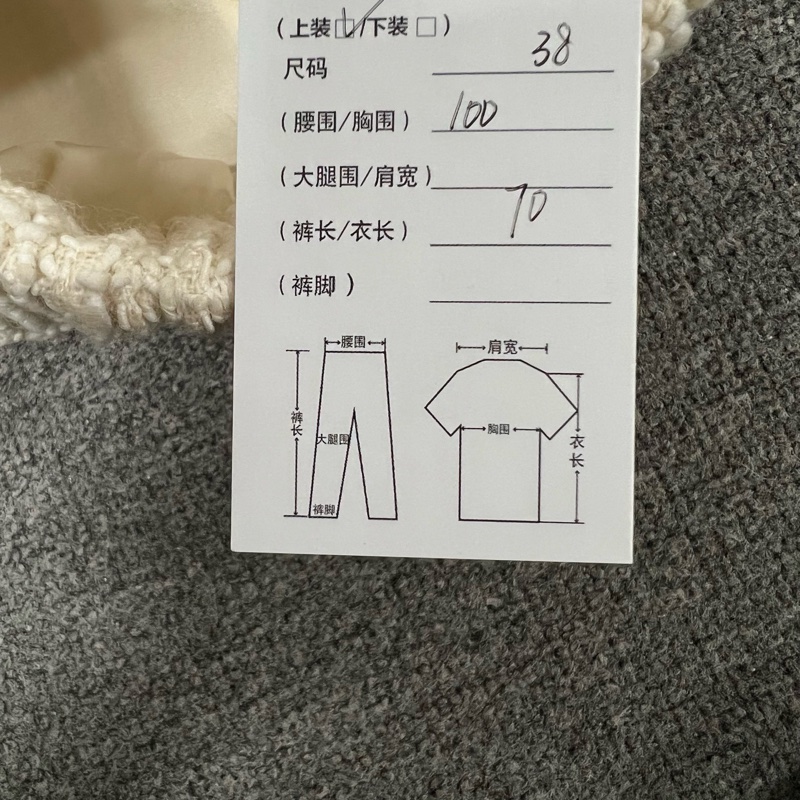 (上装☑/下装□)
尺码 38
(腰围/胸围) 100
(大腿围/肩宽)
(裤长/衣长) 70
(裤脚)
腰围 肩宽
裤长 大腿围 胸围 衣长
裤脚